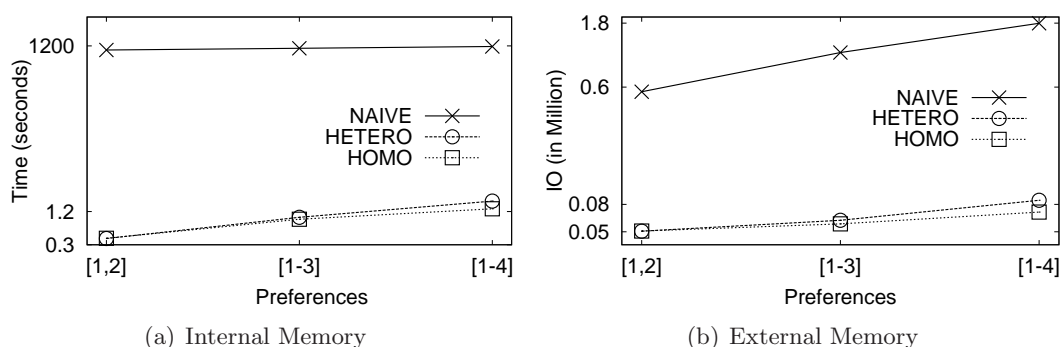 Time (seconds)
1200
1.2
0.3
NAIVE
HETERO
HOMO
[1,2]
[1-3]
[1-4]
Preferences
(a) Internal Memory
IO (in Million)
1.8
0.6
0.08
0.05
NAIVE
HETERO
HOMO
[1,2]
[1-3]
[1-4]
Preferences
(b) External Memory